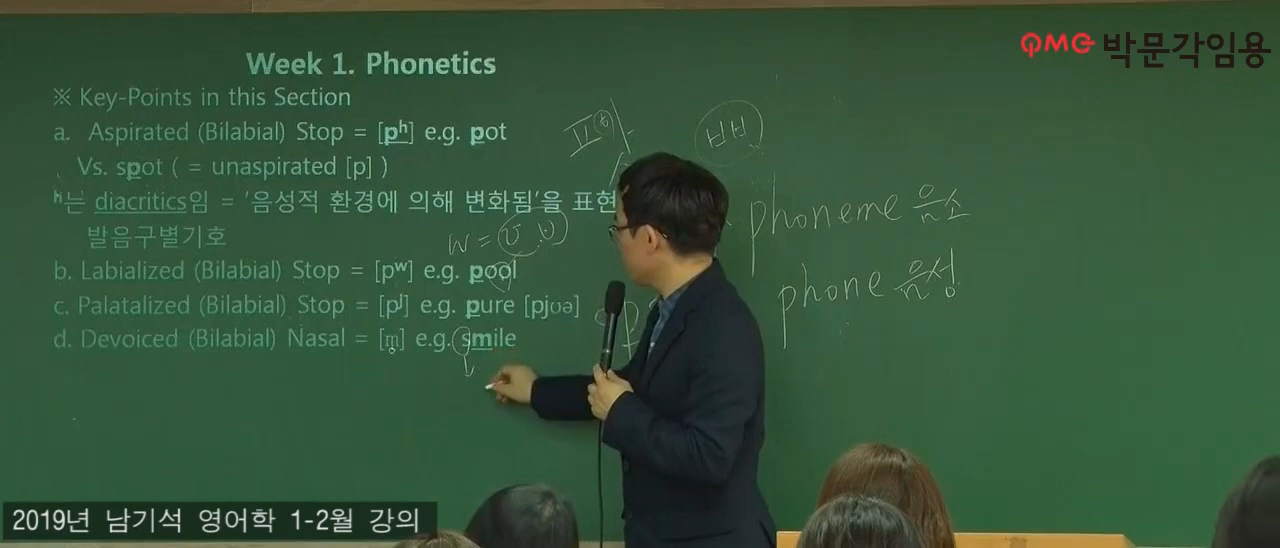 Week 1. Phonetics
※ Key-Points in this Section
a. Aspirated (Bilabial) Stop = [pʰ] e.g. pot
Vs. spot ( = unaspirated [p] )
ʰ는 diacritics임 = '음성적 환경에 의해 변화됨'을 표현
발음구별기호
w =
b. Labialized (Bilabial) Stop = [pʷ] e.g. pool
c. Palatalized (Bilabial) Stop = [pʲ] e.g. pure [pjʊə]
d. Devoiced (Bilabial) Nasal = [m̥] e.g. smile
phoneme 음소
phone 음성
PMG 박문각임용
2019년 남기석 영어학 1-2월 강의